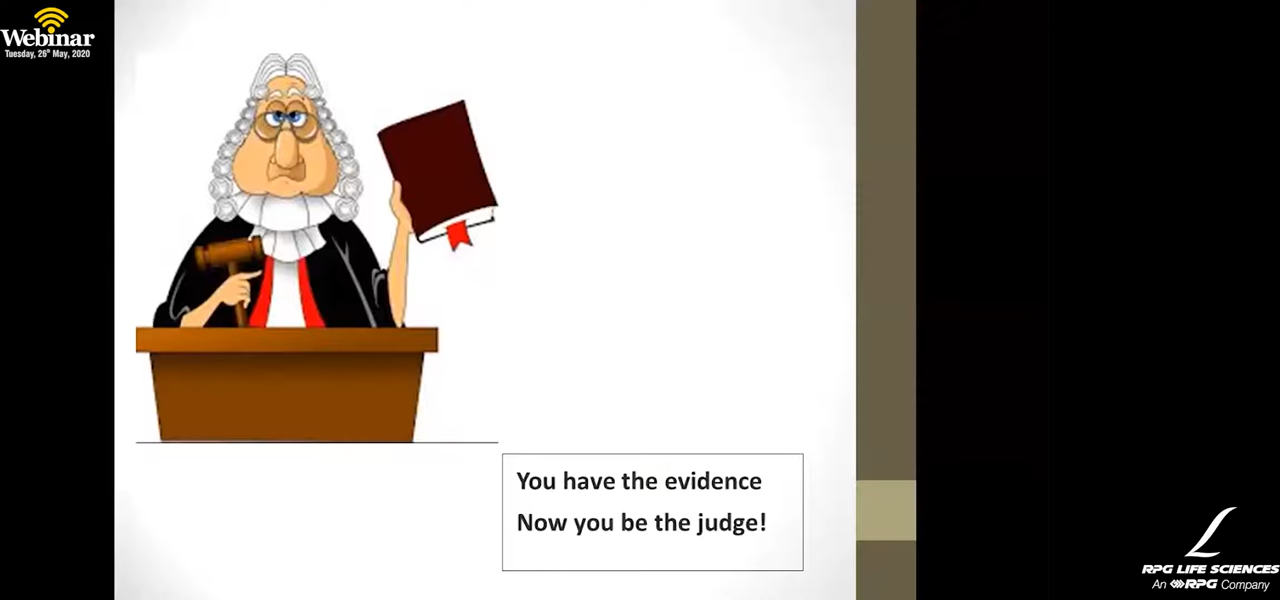 Webinar
Tuesday, 26th May, 2020
You have the evidence
Now you be the judge!
RPG LIFE SCIENCES
An RPG Company